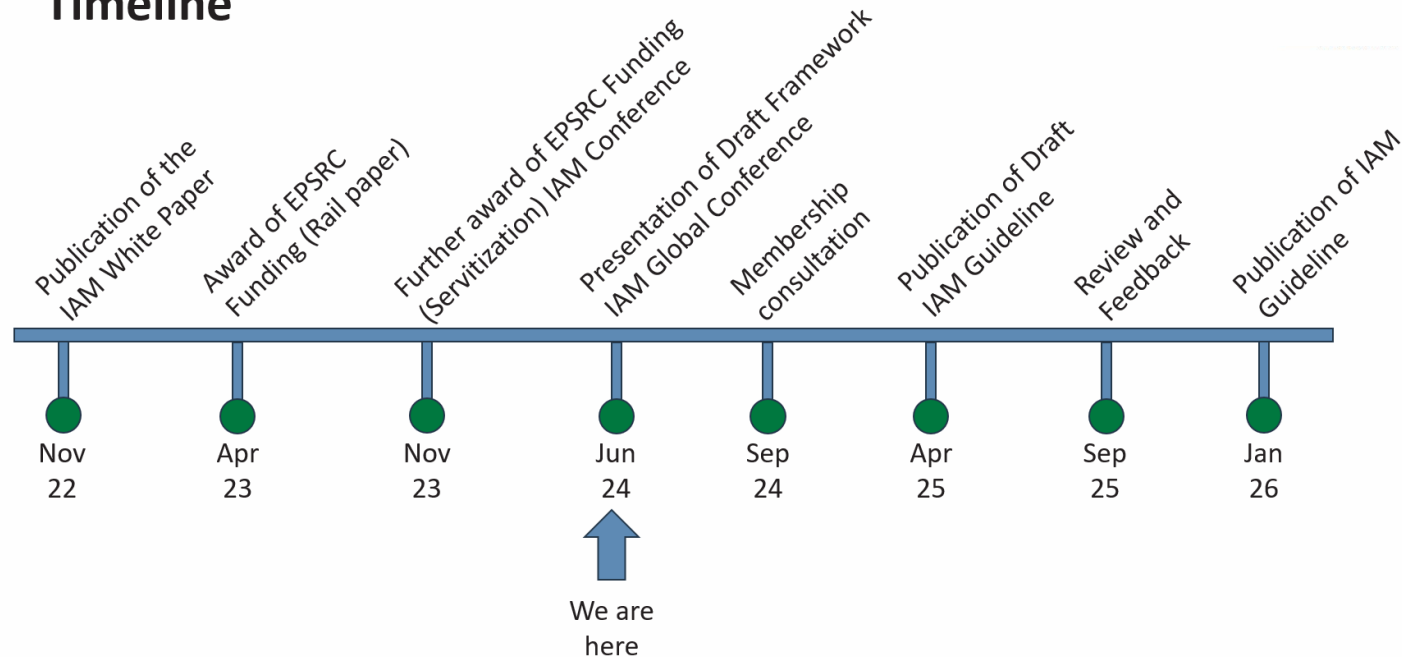 Timeline
Publication of the
IAM White Paper
Award of EPSRC
Funding (Rail paper)
Further award of EPSRC Funding
(Servitization) IAM Conference
Presentation of Draft Framework
IAM Global Conference
Membership
consultation
Publication of Draft
IAM Guideline
Review and
Feedback
Publication of IAM
Guideline
Nov
22
Apr
23
Nov
23
Jun
24
Sep
24
Apr
25
Sep
25
Jan
26
We are
here